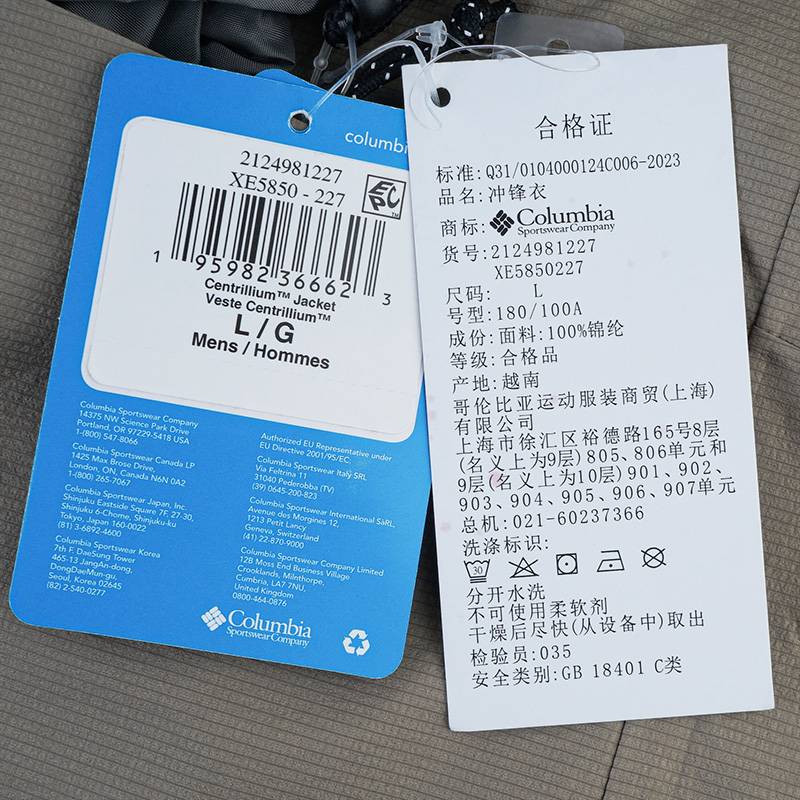 columbi
2124981227
XE5850 - 227
EPC™
1 95982 36662 3
Centrillium™ Jacket
Veste Centrillium™
L / G
Mens / Hommes
Columbia Sportswear Company
14375 NW Science Park Drive
Portland, OR 97229-5418 USA
1-(800) 547-8066
Columbia Sportswear Canada LP
1425 Max Brose Drive,
London, ON, Canada N6N 0A2
1-(800) 265-7067
Columbia Sportswear Japan, Inc.
Shinjuku Eastside Square 7F, 27-30,
Shinjuku 6-Chome, Shinjuku-ku
Tokyo, Japan 160-0022
(81) 3-6892-4600
Columbia Sportswear Korea
7th F. DaeSung Tower
465-13 JangAn-dong,
DongDaeMun-gu,
Seoul, Korea 02645
(82) 2-540-0277
Authorized EU Representative under
EU Directive 2001/95/EC.
Columbia Sportswear Italy SRL
Via Feltrina 11
31040 Pederobba (TV)
(39) 0645-200-823
Columbia Sportswear International SàRL,
Avenue des Morgines 12,
1213 Petit Lancy
Geneva, Switzerland
(41) 22-870-9000
Columbia Sportswear Company Limited
12B Moss End Business Village
Crooklands, Milnthorpe,
Cumbria, LA7 7NU,
United Kingdom
0800-464-0876
Columbia
Sportswear Company
合格证
标准:Q31/0104000124C006-2023
品名:冲锋衣
商标:Columbia
Sportswear Company
货号:2124981227
XE5850227
尺码: L
号型:180/100A
成份:面料:100%锦纶
等级:合格品
产地:越南
哥伦比亚运动服装商贸(上海)
有限公司
上海市徐汇区裕德路165号8层
(名义上为9层)805、806单元和
9层(名义上为10层)901、902、
903、904、905、906、907单元
总机:021-60237366
洗涤标识:
30
分开水洗
不可使用柔软剂
干燥后尽快(从设备中)取出
检验员:035
安全类别:GB 18401 C类